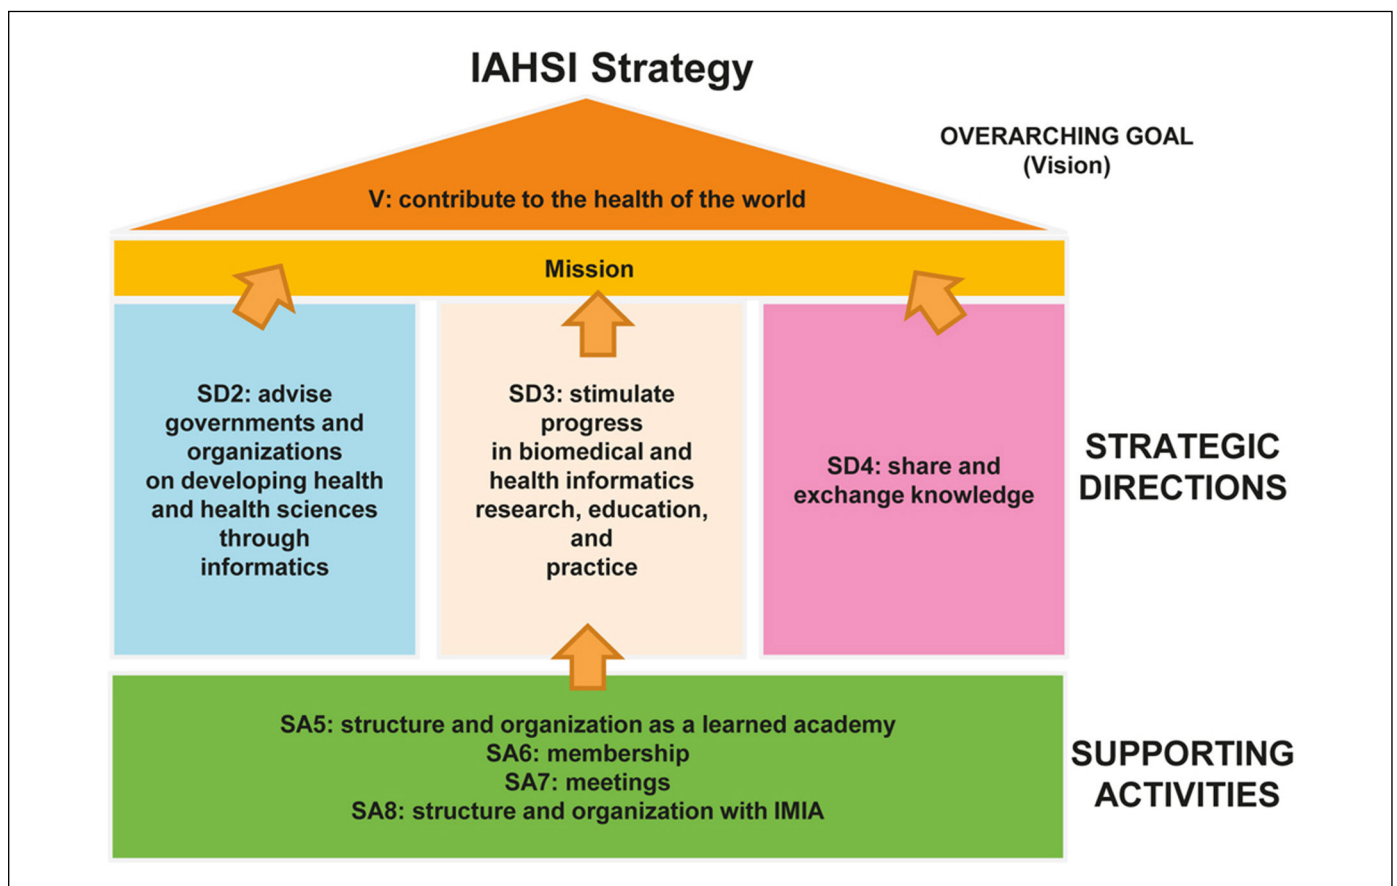 IAHSI Strategy
OVERARCHING GOAL
(Vision)
V: contribute to the health of the world
Mission
SD2: advise
governments and
organizations
on developing health
and health sciences
through
informatics
SD3: stimulate
progress
in biomedical and
health informatics
research, education,
and
practice
SD4: share and
exchange knowledge
STRATEGIC
DIRECTIONS
SA5: structure and organization as a learned academy
SA6: membership
SA7: meetings
SA8: structure and organization with IMIA
SUPPORTING
ACTIVITIES